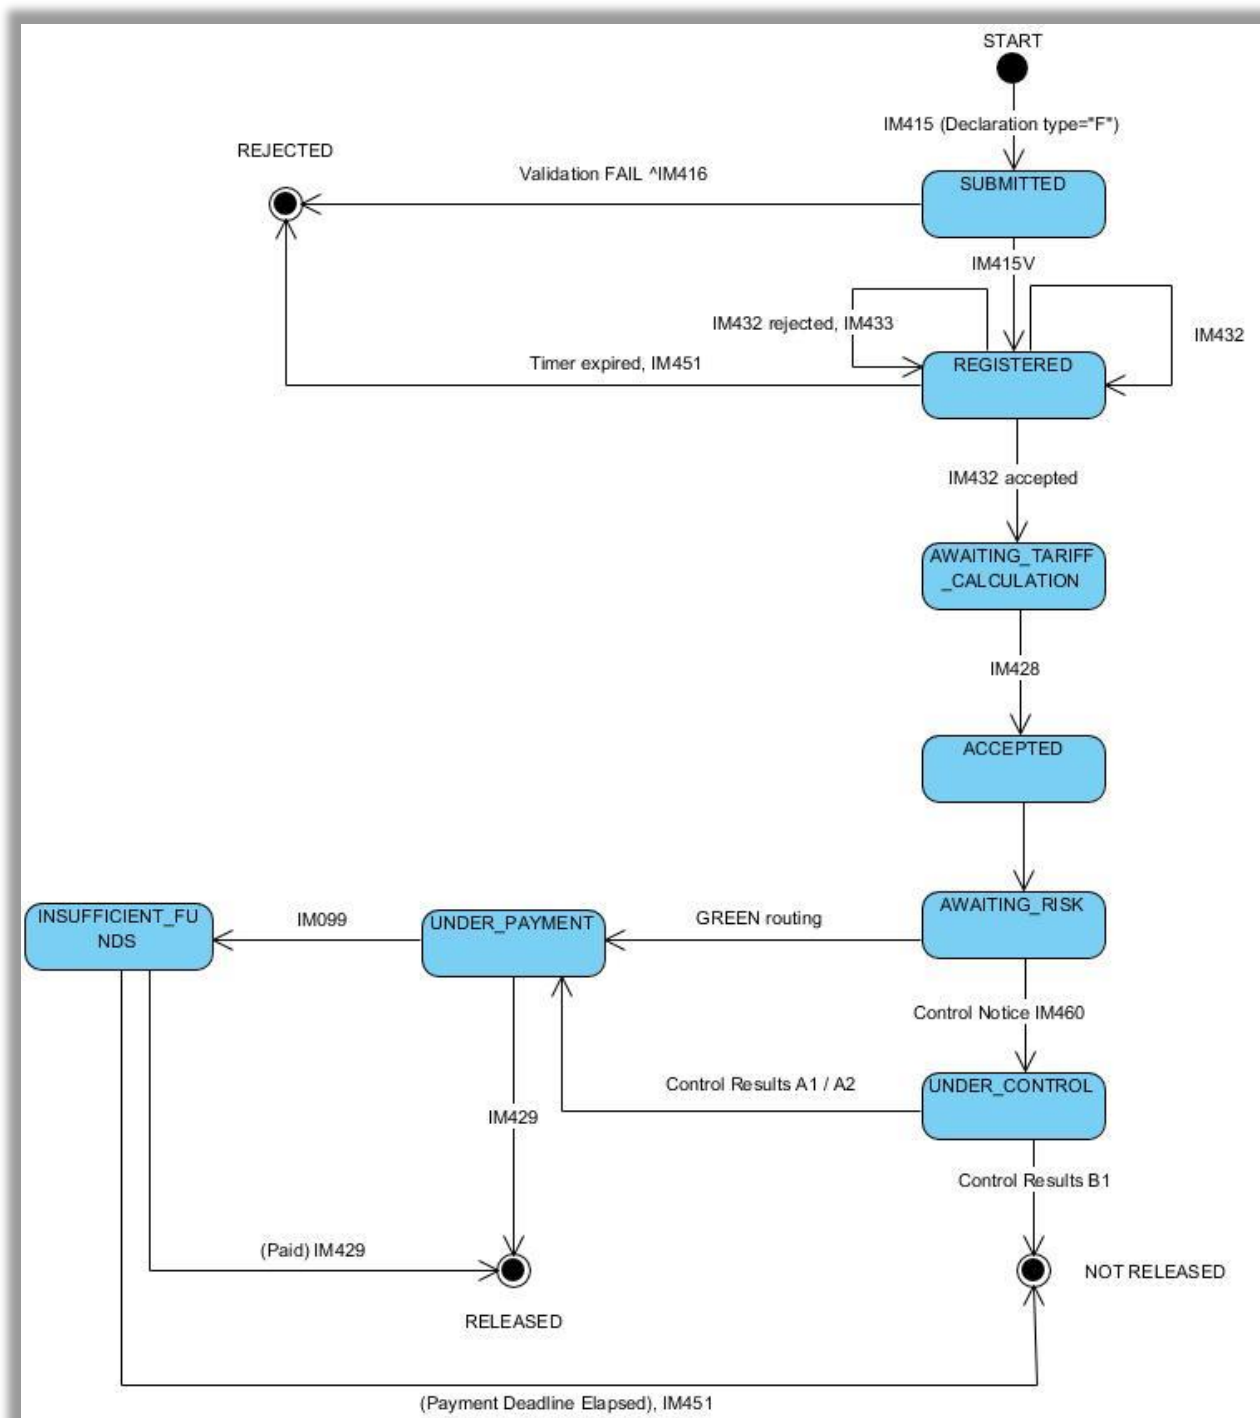 START
IM415 (Declaration type="F")
REJECTED
Validation FAIL ^IM416
SUBMITTED
IM415V
IM432 rejected, IM433
IM432
Timer expired, IM451
REGISTERED
IM432 accepted
AWAITING_TARIFF
_CALCULATION
IM428
ACCEPTED
INSUFFICIENT_FU
NDS
IM099
UNDER_PAYMENT
GREEN routing
AWAITING_RISK
Control Notice IM460
Control Results A1 / A2
UNDER_CONTROL
IM429
Control Results B1
(Paid) IM429
RELEASED
NOT RELEASED
(Payment Deadline Elapsed), IM451